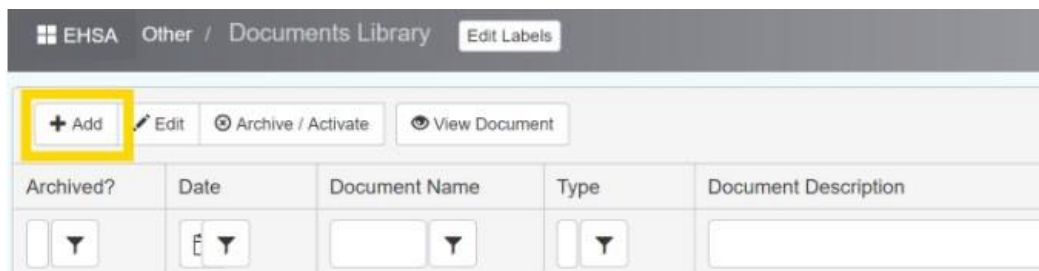 EHSA Other / Documents Library Edit Labels
Add Edit Archive / Activate View Document
Archived? Date Document Name Type Document Description